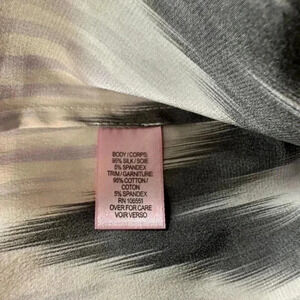 BODY / CORPS
95% SILK / SOIE
5% SPANDEX
TRIM / GARNITURE
95% COTTON /
COTON
5% SPANDEX
RN 106551
OVER FOR CARE
VOIR VERSO